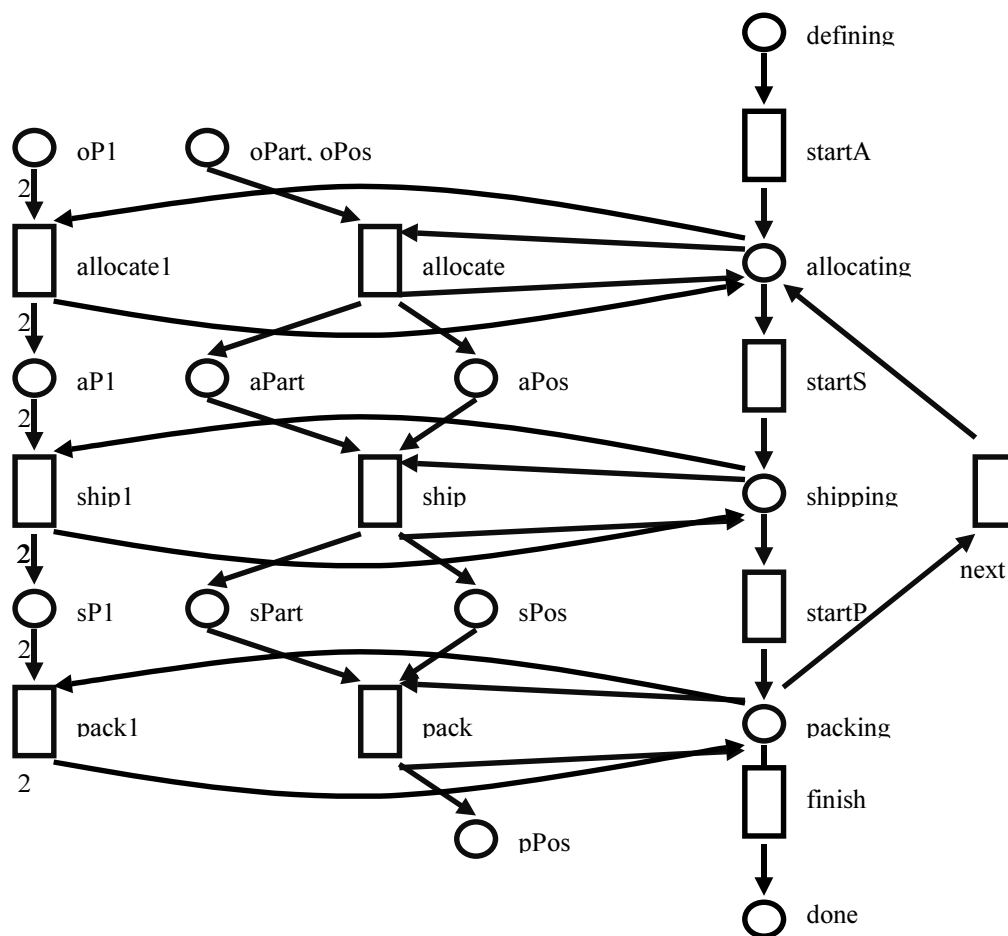 defining
oP1
oPart, oPos
startA
2
allocate1
allocate
allocating
2
aP1
aPart
aPos
startS
2
ship1
ship
shipping
2
next
sP1
sPart
sPos
startP
2
pack1
pack
packing
2
finish
pPos
done